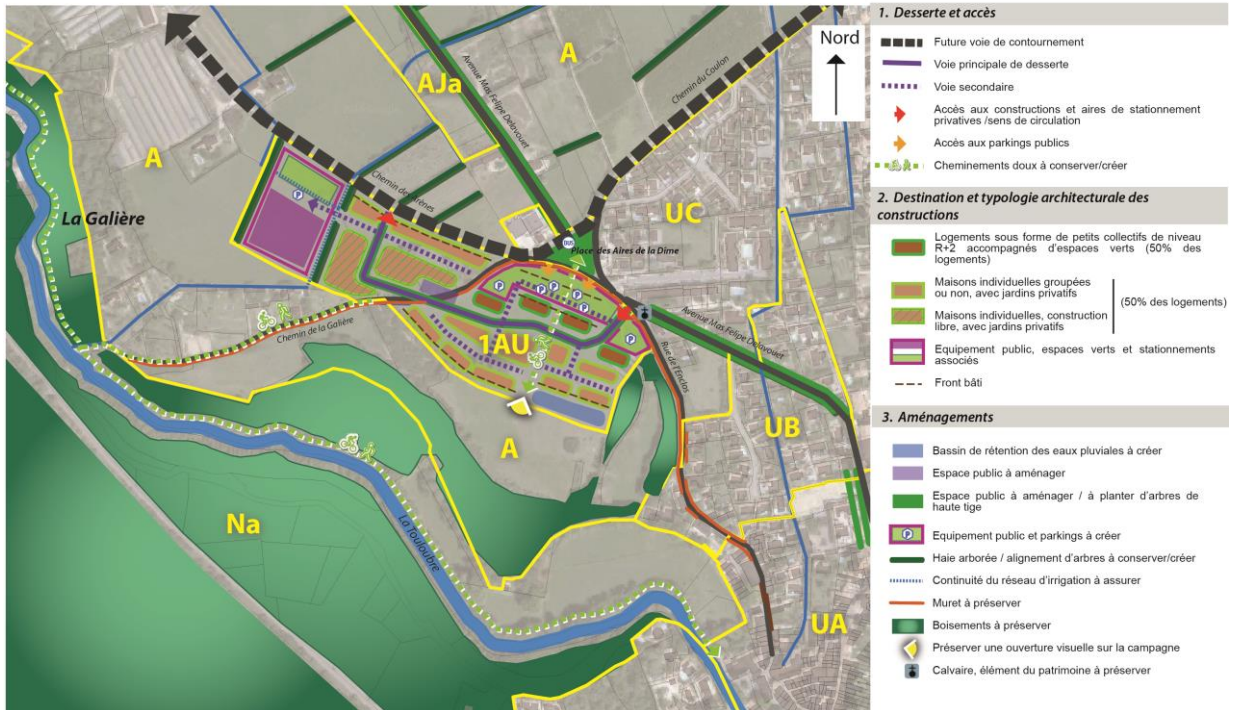 A
AJa
Avenue Mas Felipe Delavouet
Chemin du Coulon
Nord
A
La Galière
Chemin des Arènes
UC
BUS
Place des Aires de la Dîme
P
P
P
P
P
P
P
P
Chemin de la Galière
1AU
Avenue Mas Felipe Delavouet
Rue de l'Enclos
A
UB
Na
La Touloubre
UA
1. Desserte et accès
Future voie de contournement
Voie principale de desserte
Voie secondaire
Accès aux constructions et aires de stationnement
privatives /sens de circulation
Accès aux parkings publics
Cheminements doux à conserver/créer
2. Destination et typologie architecturale des
constructions
Logements sous forme de petits collectifs de niveau
R+2 accompagnés d'espaces verts (50% des
logements)
Maisons individuelles groupées
ou non, avec jardins privatifs
(50% des logements)
Maisons individuelles, construction
libre, avec jardins privatifs
Equipement public, espaces verts et stationnements
associés
Front bâti
3. Aménagements
Bassin de rétention des eaux pluviales à créer
Espace public à aménager
Espace public à aménager / à planter d'arbres de
haute tige
P
Equipement public et parkings à créer
Haie arborée / alignement d'arbres à conserver/créer
Continuité du réseau d'irrigation à assurer
Muret à préserver
Boisements à préserver
Préserver une ouverture visuelle sur la campagne
Calvaire, élément du patrimoine à préserver